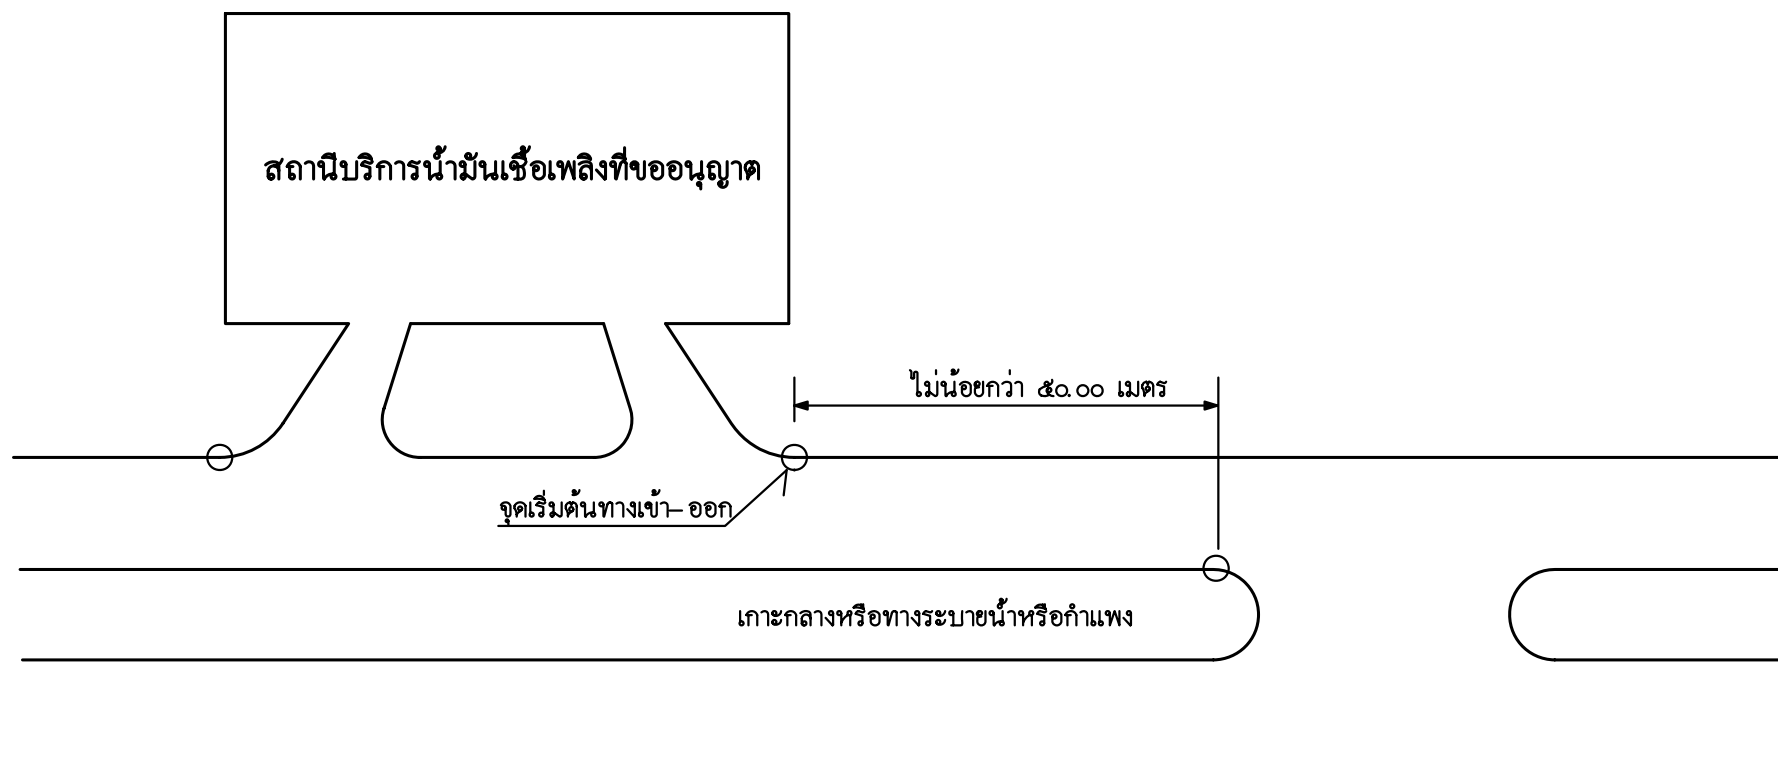 สถานีบริการน้ำมันเชื้อเพลิงที่ขออนุญาต
ไม่น้อยกว่า ๕๐.๐๐ เมตร
จุดเริ่มต้นทางเข้า-ออก
เกาะกลางหรือทางระบายน้ำหรือกำแพง